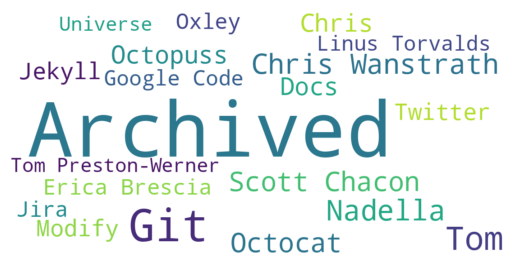 Universe
Oxley
Chris
Linus Torvalds
Octopuss
Chris Wanstrath
Jekyll
Google Code
Docs
Archived
Twitter
Tom Preston-Werner
Erica Brescia
Scott Chacon
Jira
Nadella
Modify
Git
Octocat
Tom